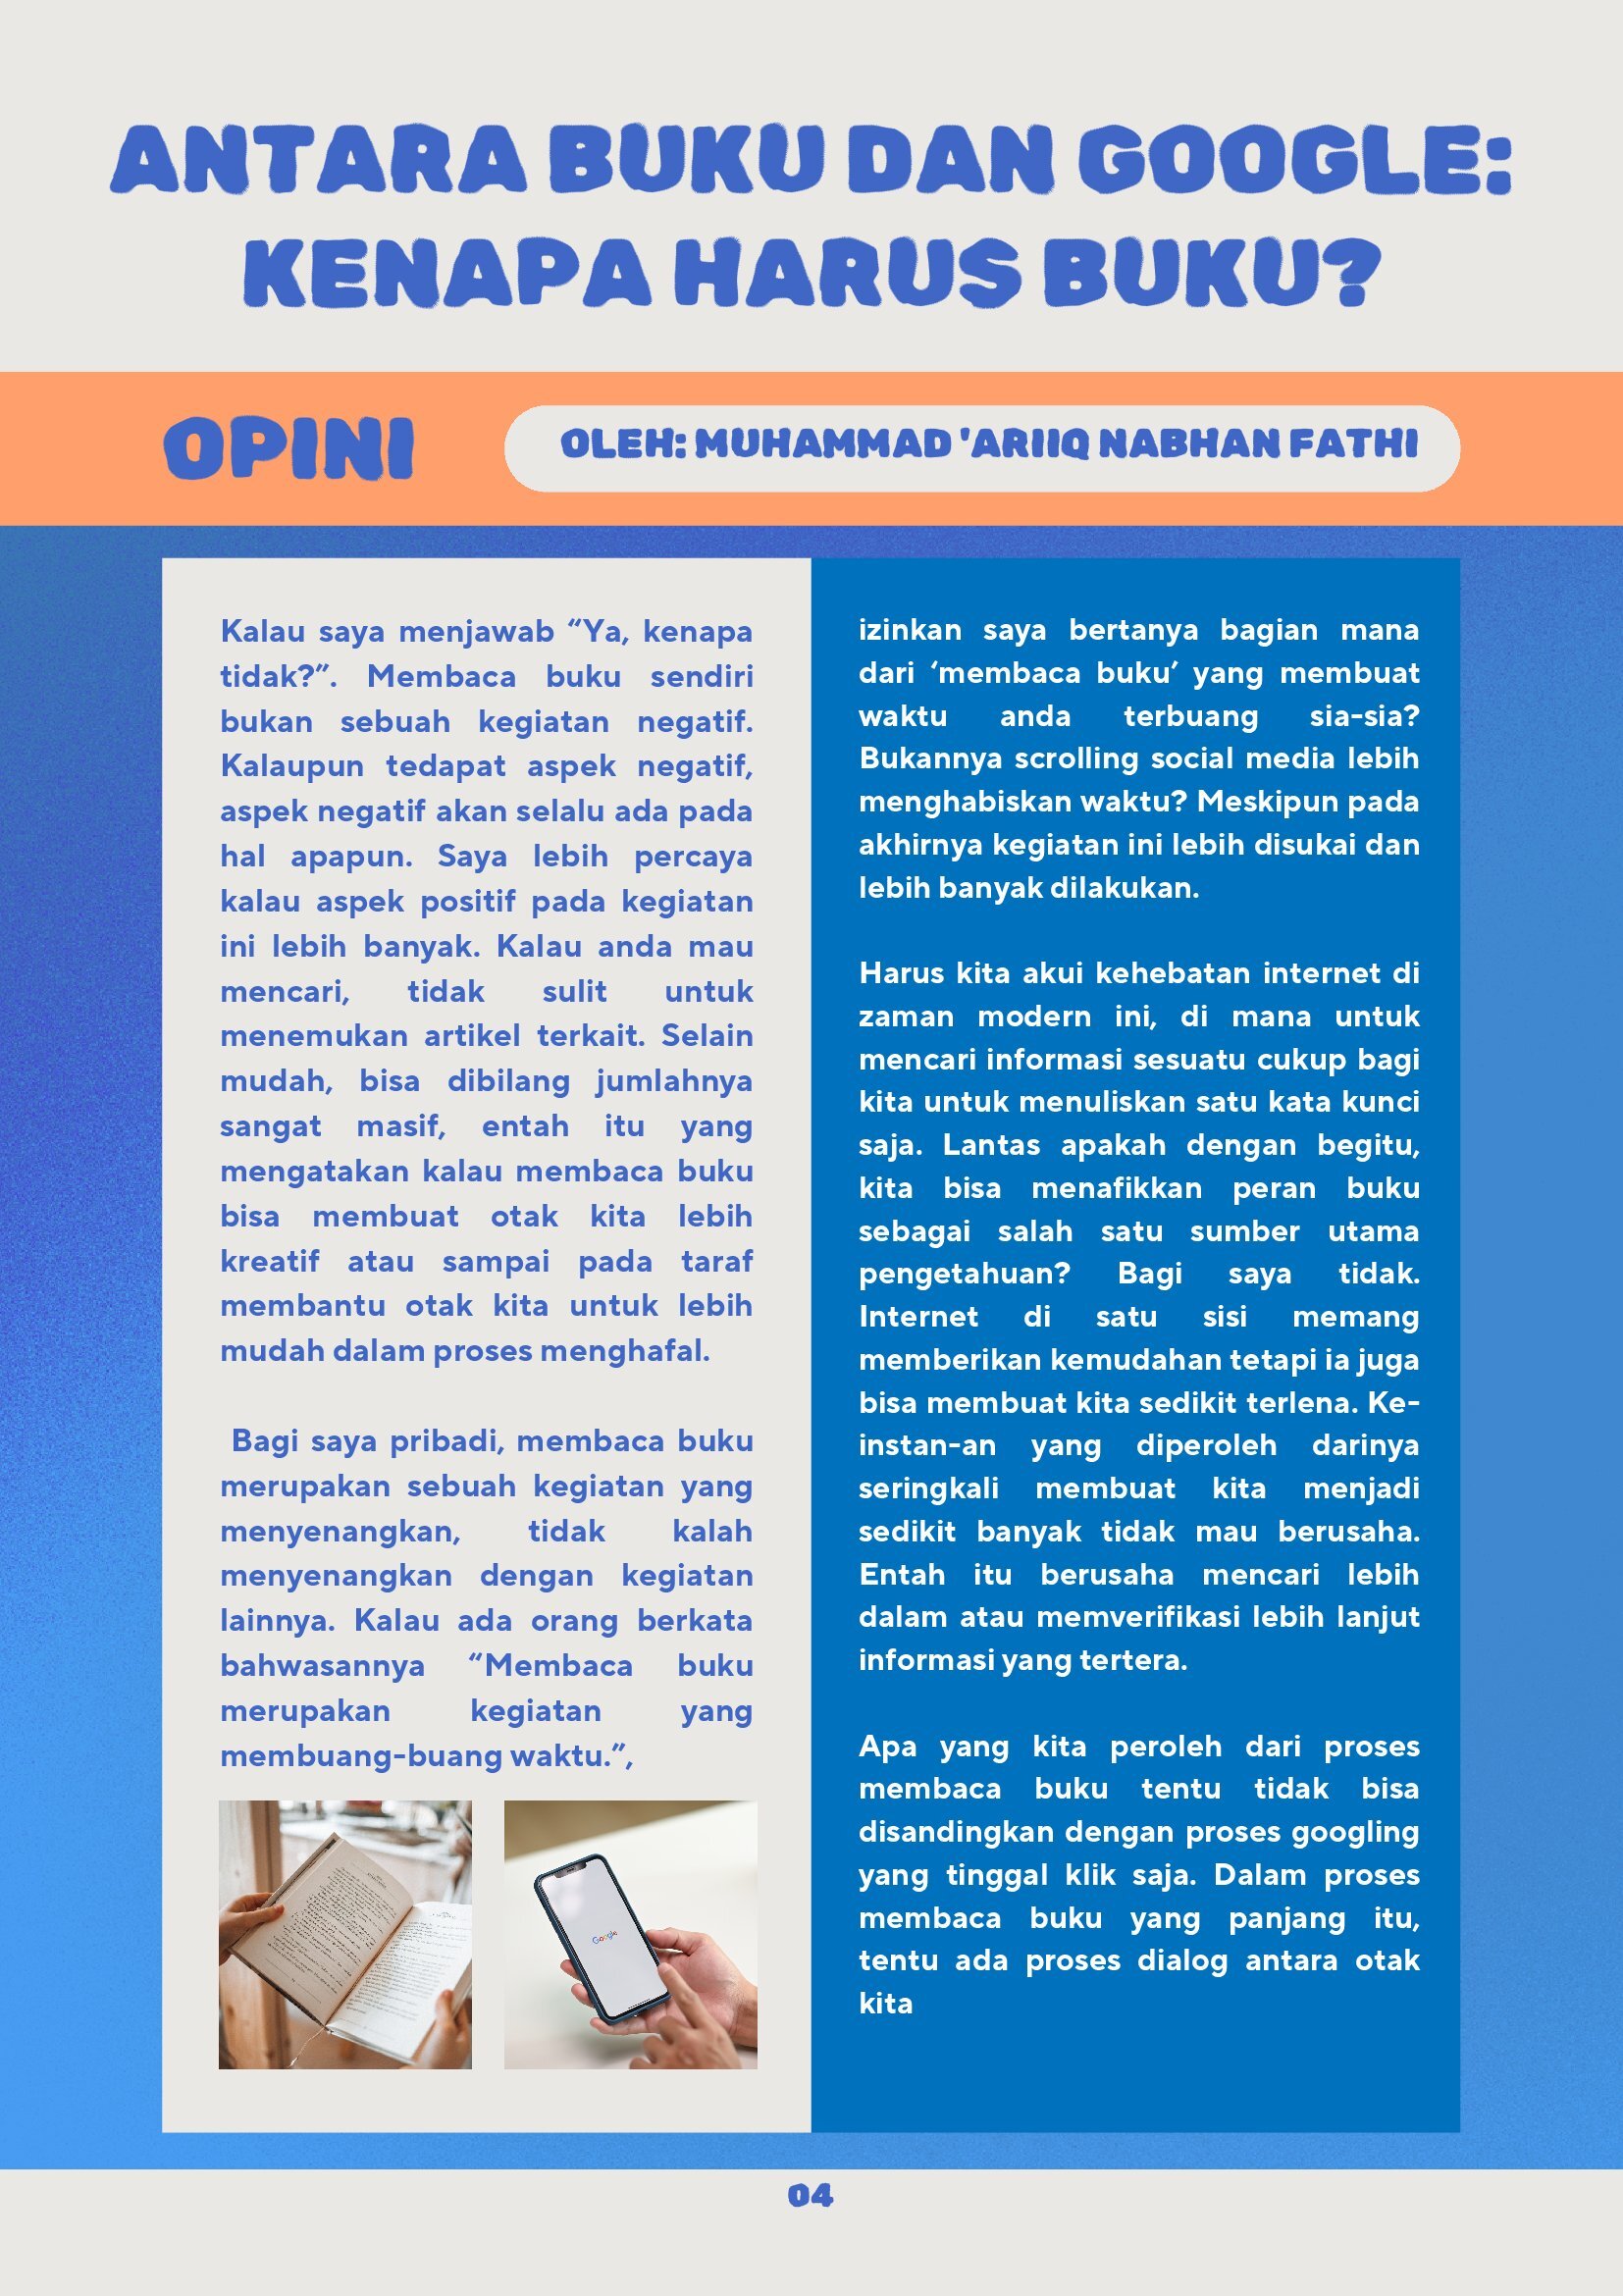 ANTARA BUKU DAN GOOGLE:
KENAPA HARUS BUKU?
OPINI
OLEH: MUHAMMAD 'ARIIQ NABHAN FATHI
Kalau saya menjawab “Ya, kenapa
tidak?”. Membaca buku sendiri
bukan sebuah kegiatan negatif.
Kalaupun tedapat aspek negatif,
aspek negatif akan selalu ada pada
hal apapun. Saya lebih percaya
kalau aspek positif pada kegiatan
ini lebih banyak. Kalau anda mau
mencari, tidak sulit untuk
menemukan artikel terkait. Selain
mudah, bisa dibilang jumlahnya
sangat masif, entah itu yang
mengatakan kalau membaca buku
bisa membuat otak kita lebih
kreatif atau sampai pada taraf
membantu otak kita untuk lebih
mudah dalam proses menghafal.
Bagi saya pribadi, membaca buku
merupakan sebuah kegiatan yang
menyenangkan, tidak kalah
menyenangkan dengan kegiatan
lainnya. Kalau ada orang berkata
bahwasannya “Membaca buku
merupakan kegiatan yang
membuang-buang waktu.”,
Google
izinkan saya bertanya bagian mana
dari ‘membaca buku’ yang membuat
waktu anda terbuang sia-sia?
Bukannya scrolling social media lebih
menghabiskan waktu? Meskipun pada
akhirnya kegiatan ini lebih disukai dan
lebih banyak dilakukan.
Harus kita akui kehebatan internet di
zaman modern ini, di mana untuk
mencari informasi sesuatu cukup bagi
kita untuk menuliskan satu kata kunci
saja. Lantas apakah dengan begitu,
kita bisa menafikkan peran buku
sebagai salah satu sumber utama
pengetahuan? Bagi saya tidak.
Internet di satu sisi memang
memberikan kemudahan tetapi ia juga
bisa membuat kita sedikit terlena. Ke-
instan-an yang diperoleh darinya
seringkali membuat kita menjadi
sedikit banyak tidak mau berusaha.
Entah itu berusaha mencari lebih
dalam atau memverifikasi lebih lanjut
informasi yang tertera.
Apa yang kita peroleh dari proses
membaca buku tentu tidak bisa
disandingkan dengan proses googling
yang tinggal klik saja. Dalam proses
membaca buku yang panjang itu,
tentu ada proses dialog antara otak
kita
04